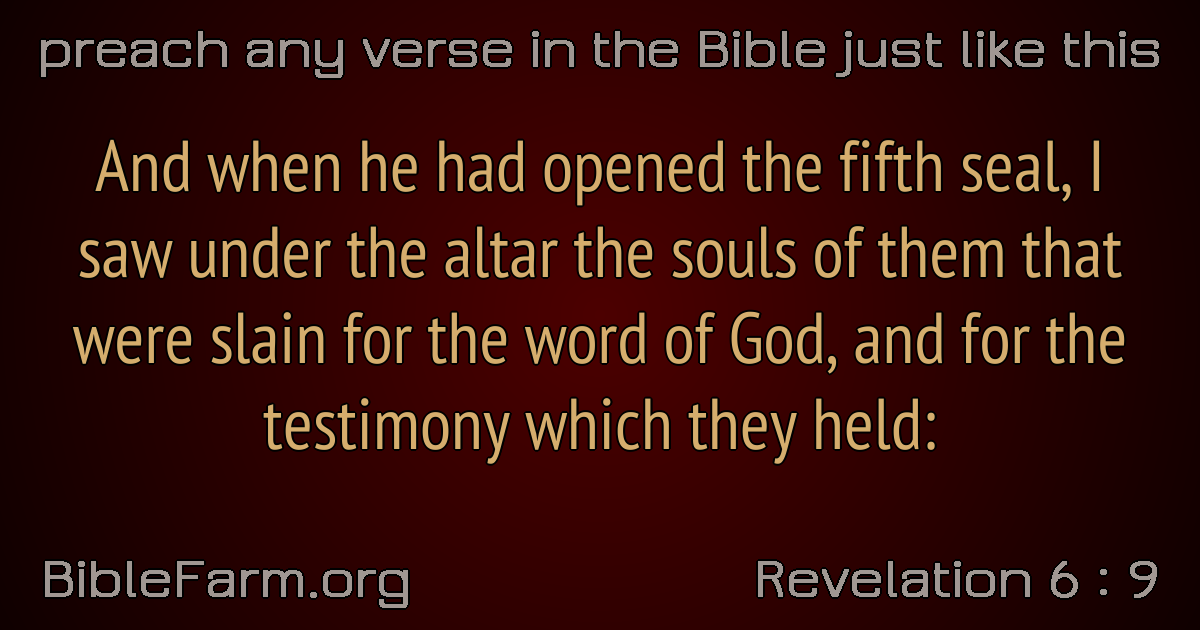 preach any verse in the Bible just like this
And when he had opened the fifth seal, I
saw under the altar the souls of them that
were slain for the word of God, and for the
testimony which they held:
BibleFarm.org
Revelation 6 : 9